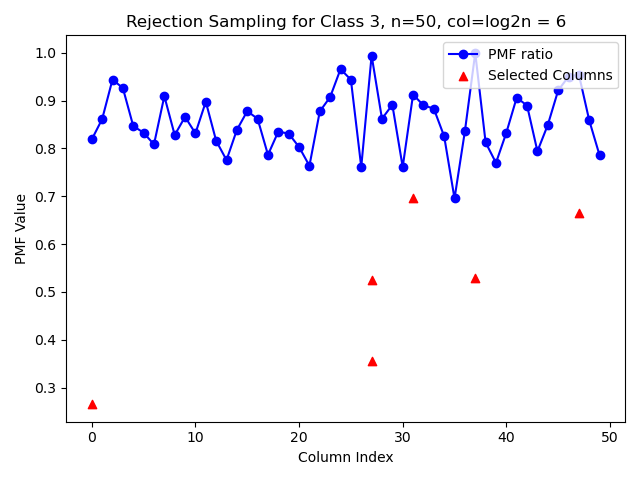 Rejection Sampling for Class 3, n=50, col=log2n = 6
PMF ratio
Selected Columns
PMF Value
1.0
0.9
0.8
0.7
0.6
0.5
0.4
0.3
0
10
20
30
40
50
Column Index